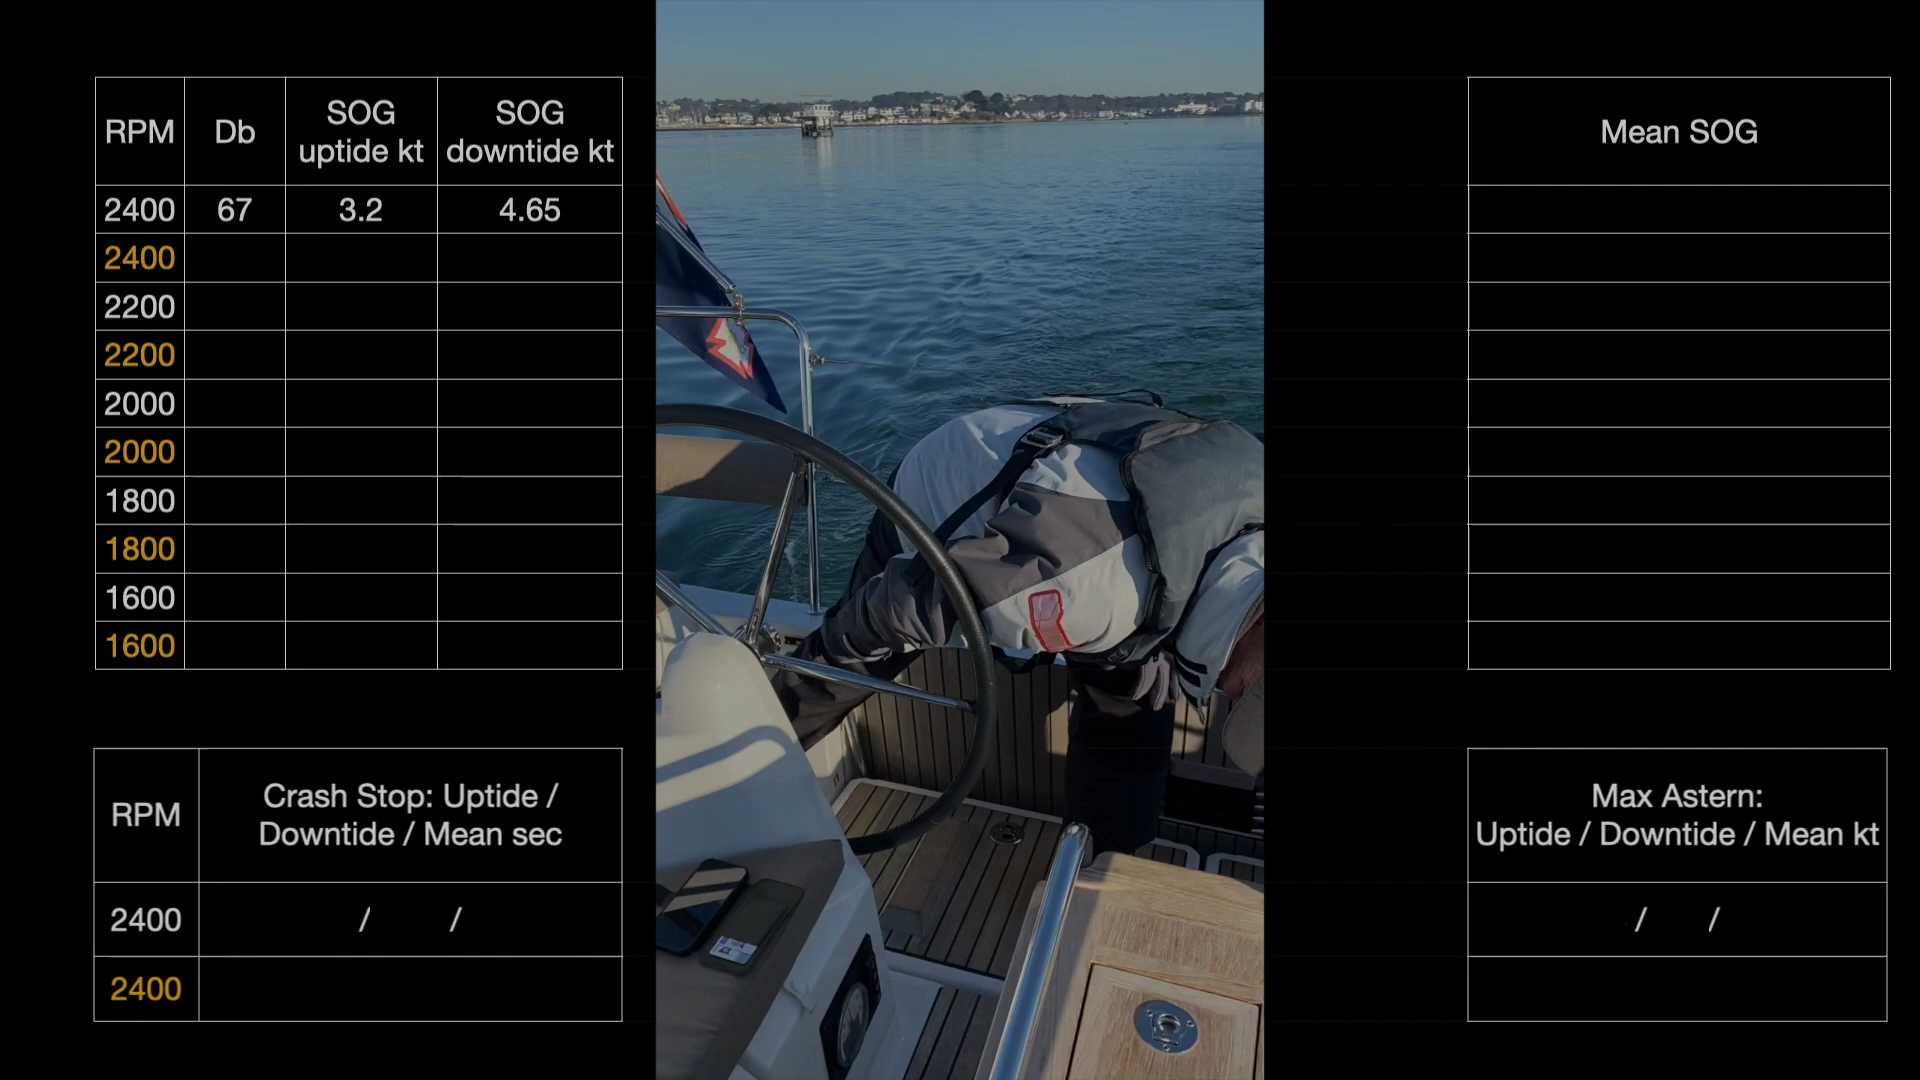 RPM Db SOG uptide kt SOG downtide kt Mean SOG
2400 67 3.2 4.65
2400
2200
2200
2000
2000
1800
1800
1600
1600
RPM Crash Stop: Uptide /
Downtide / Mean sec
Max Astern:
Uptide / Downtide / Mean kt
2400 / / / /
2400